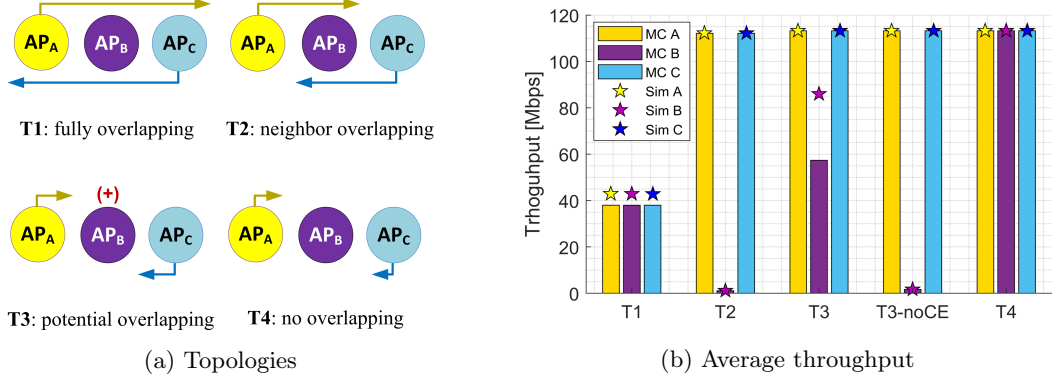 AP_A AP_B AP_C
AP_A AP_B AP_C
T1: fully overlapping
T2: neighbor overlapping
(+)
AP_A AP_B AP_C
AP_A AP_B AP_C
T3: potential overlapping
T4: no overlapping
(a) Topologies
Trhoguhput [Mbps]
120
100
80
60
40
20
0
MC A
MC B
MC C
Sim A
Sim B
Sim C
T1 T2 T3 T3-noCE T4
(b) Average throughput